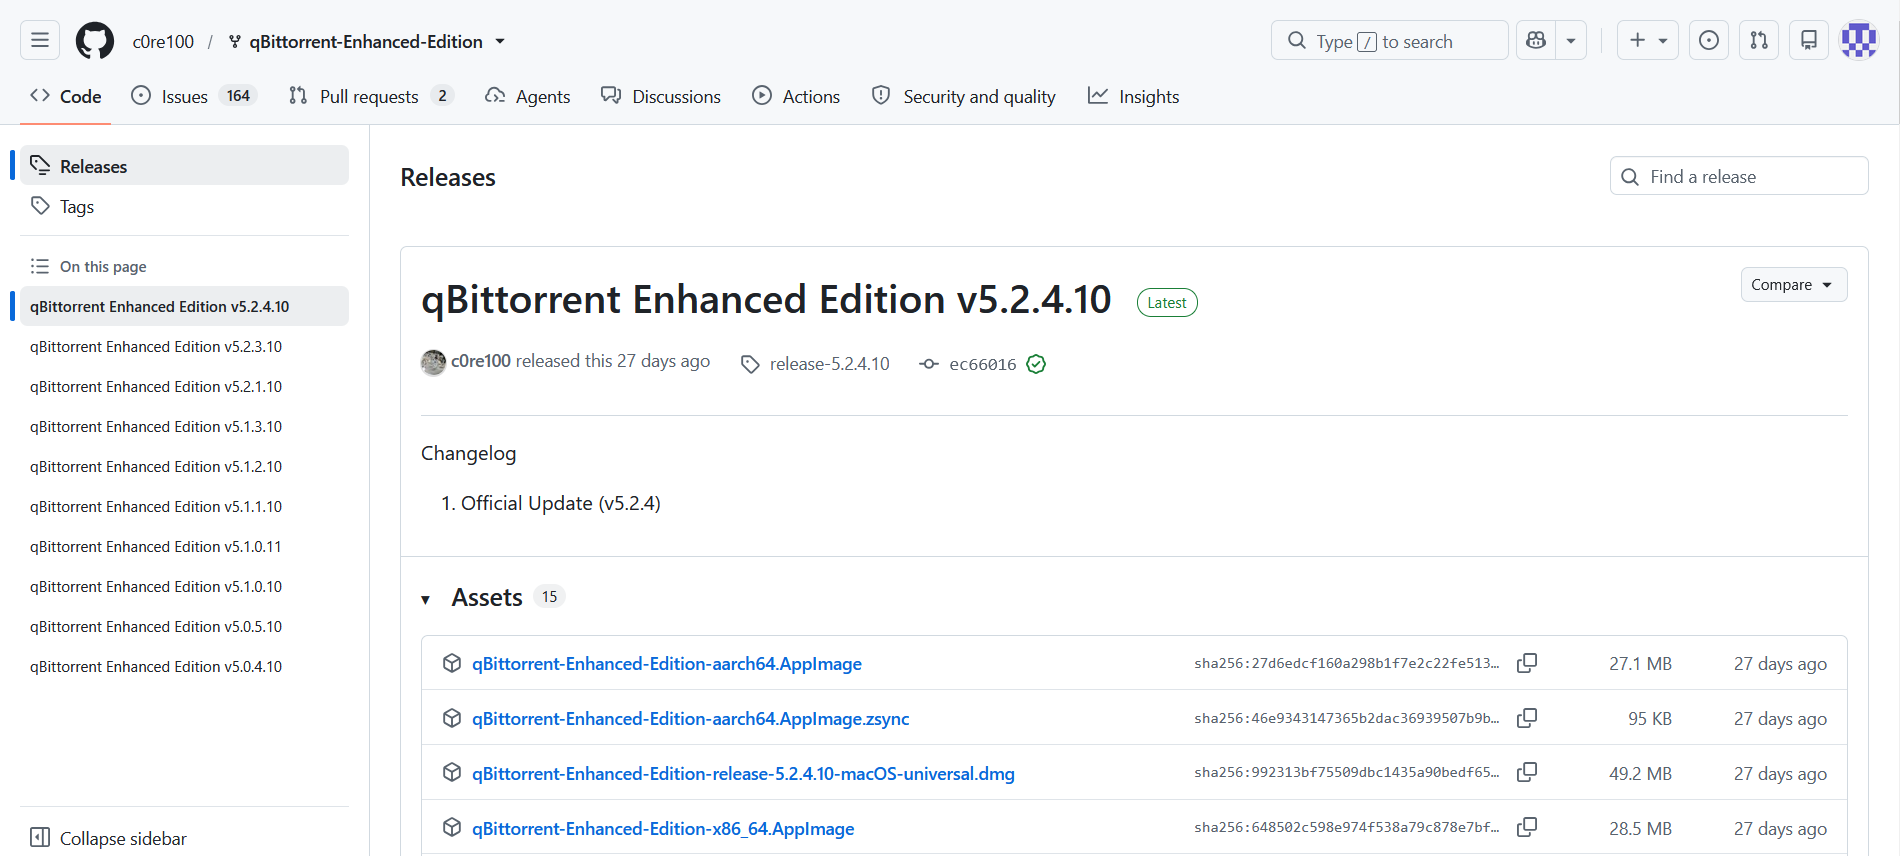 c0re100 / qBittorrent-Enhanced-Edition
Type / to search
Code
Issues 164
Pull requests 2
Agents
Discussions
Actions
Security and quality
Insights
Releases
Tags
On this page
qBittorrent Enhanced Edition v5.2.4.10
qBittorrent Enhanced Edition v5.2.3.10
qBittorrent Enhanced Edition v5.2.1.10
qBittorrent Enhanced Edition v5.1.3.10
qBittorrent Enhanced Edition v5.1.2.10
qBittorrent Enhanced Edition v5.1.1.10
qBittorrent Enhanced Edition v5.1.0.11
qBittorrent Enhanced Edition v5.1.0.10
qBittorrent Enhanced Edition v5.0.5.10
qBittorrent Enhanced Edition v5.0.4.10
Collapse sidebar
Releases
Find a release
qBittorrent Enhanced Edition v5.2.4.10 Latest
Compare
c0re100 released this 27 days ago release-5.2.4.10 ec66016
Changelog
1. Official Update (v5.2.4)
Assets 15
qBittorrent-Enhanced-Edition-aarch64.AppImage sha256:27d6edcf160a298b1f7e2c22fe513… 27.1 MB 27 days ago
qBittorrent-Enhanced-Edition-aarch64.AppImage.zsync sha256:46e9343147365b2dac36939507b9b… 95 KB 27 days ago
qBittorrent-Enhanced-Edition-release-5.2.4.10-macOS-universal.dmg sha256:992313bf75509dbc1435a90bedf65… 49.2 MB 27 days ago
qBittorrent-Enhanced-Edition-x86_64.AppImage sha256:648502c598e974f538a79c878e7bf… 28.5 MB 27 days ago